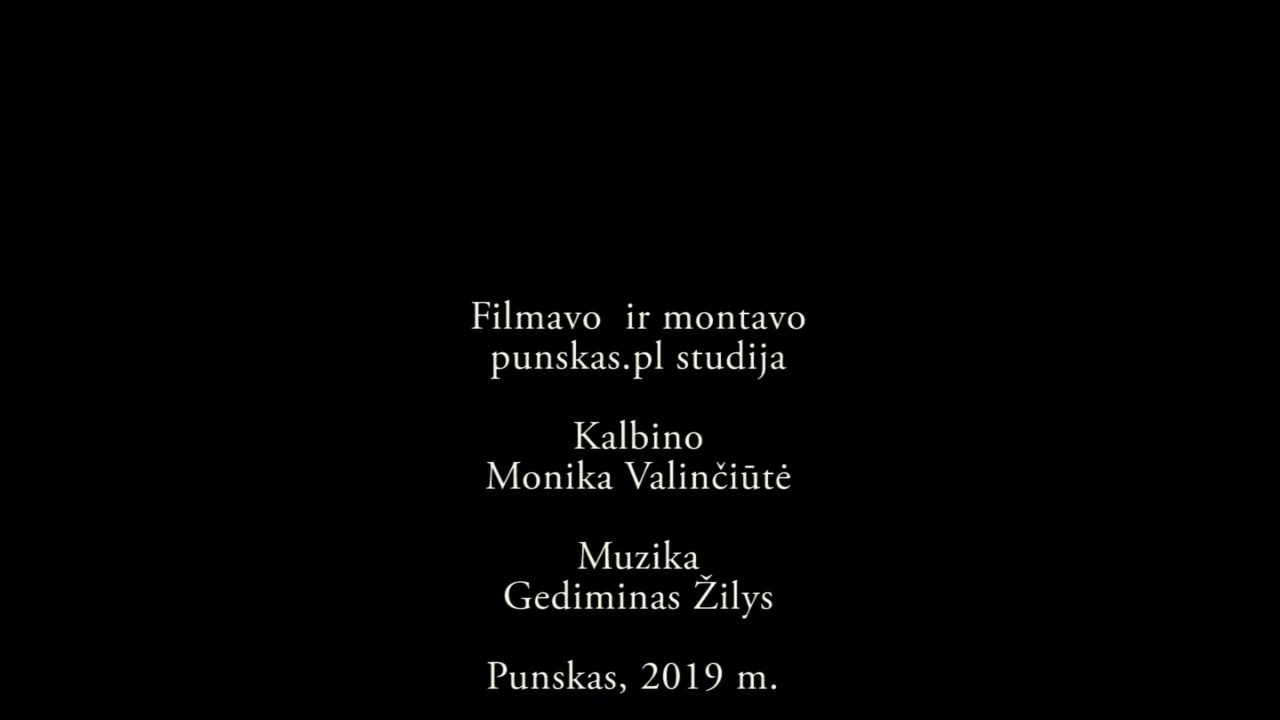 Filmavo  ir montavo
punskas.pl studija
Kalbino
Monika Valinčiūtė
Muzika
Gediminas Žilys
Punskas, 2019 m.